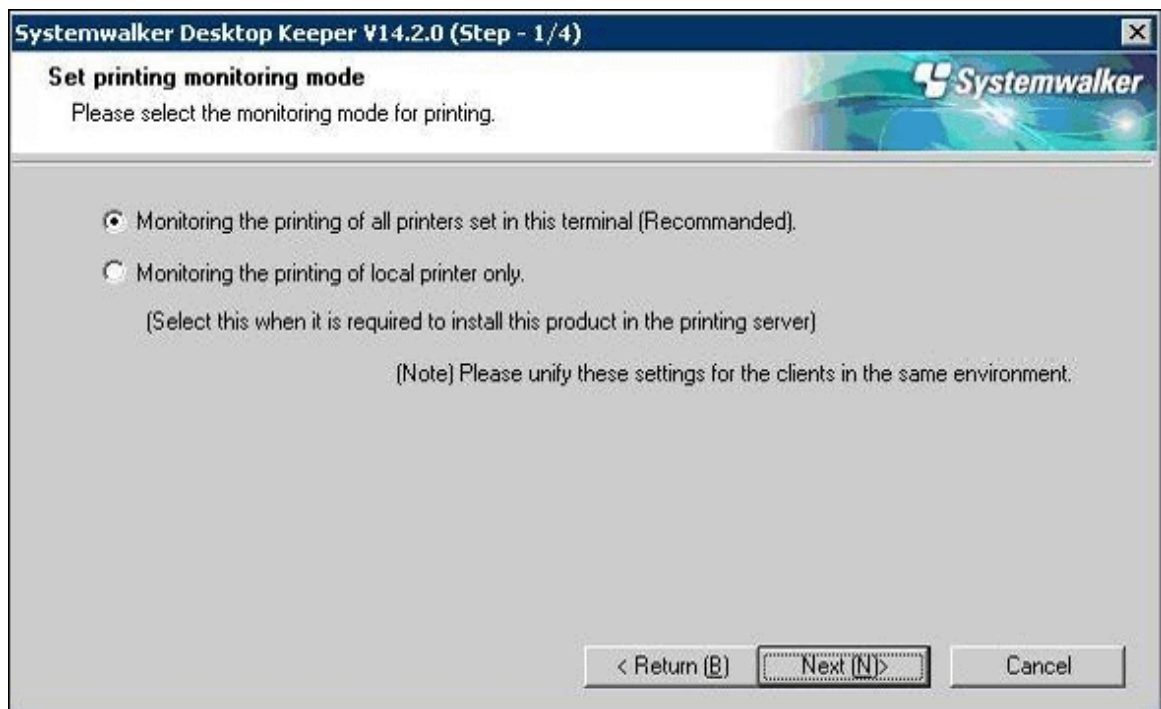 Systemwalker Desktop Keeper V14.2.0 (Step - 1/4)
Set printing monitoring mode
Please select the monitoring mode for printing.
Systemwalker
Monitoring the printing of all printers set in this terminal (Recommanded).
Monitoring the printing of local printer only.
(Select this when it is required to install this product in the printing server)
(Note) Please unify these settings for the clients in the same environment.
< Return (B)
Next (N)>
Cancel